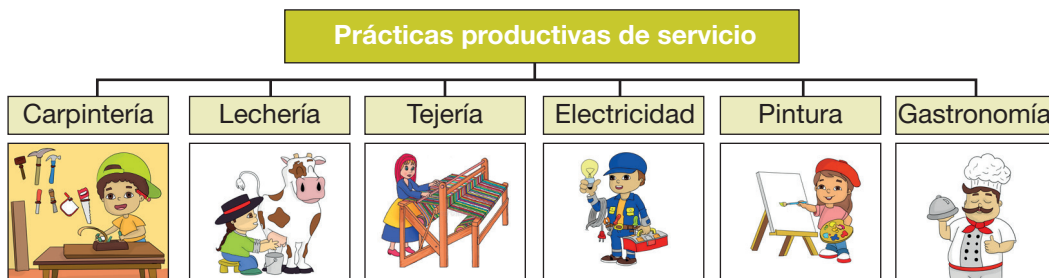 Prácticas productivas de servicio
Carpintería
Lechería
Tejería
Electricidad
Pintura
Gastronomía